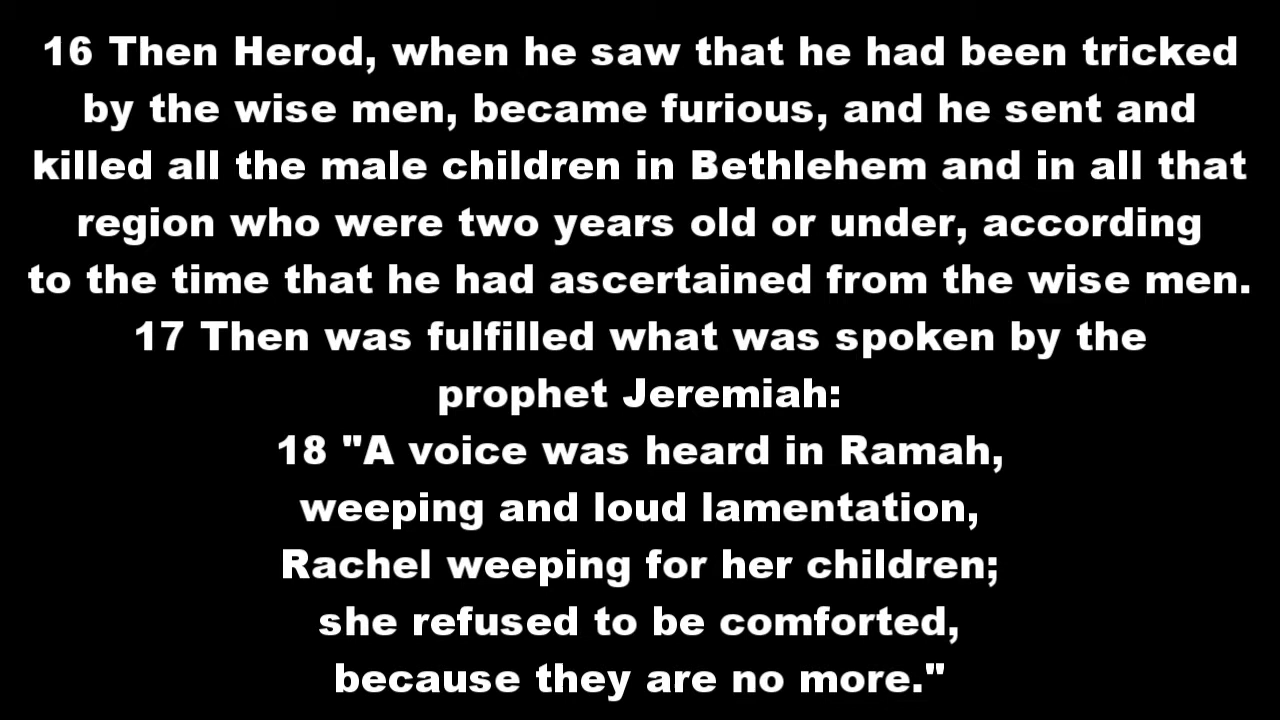 16 Then Herod, when he saw that he had been tricked
by the wise men, became furious, and he sent and
killed all the male children in Bethlehem and in all that
region who were two years old or under, according
to the time that he had ascertained from the wise men.
17 Then was fulfilled what was spoken by the
prophet Jeremiah:
18 "A voice was heard in Ramah,
weeping and loud lamentation,
Rachel weeping for her children;
she refused to be comforted,
because they are no more."